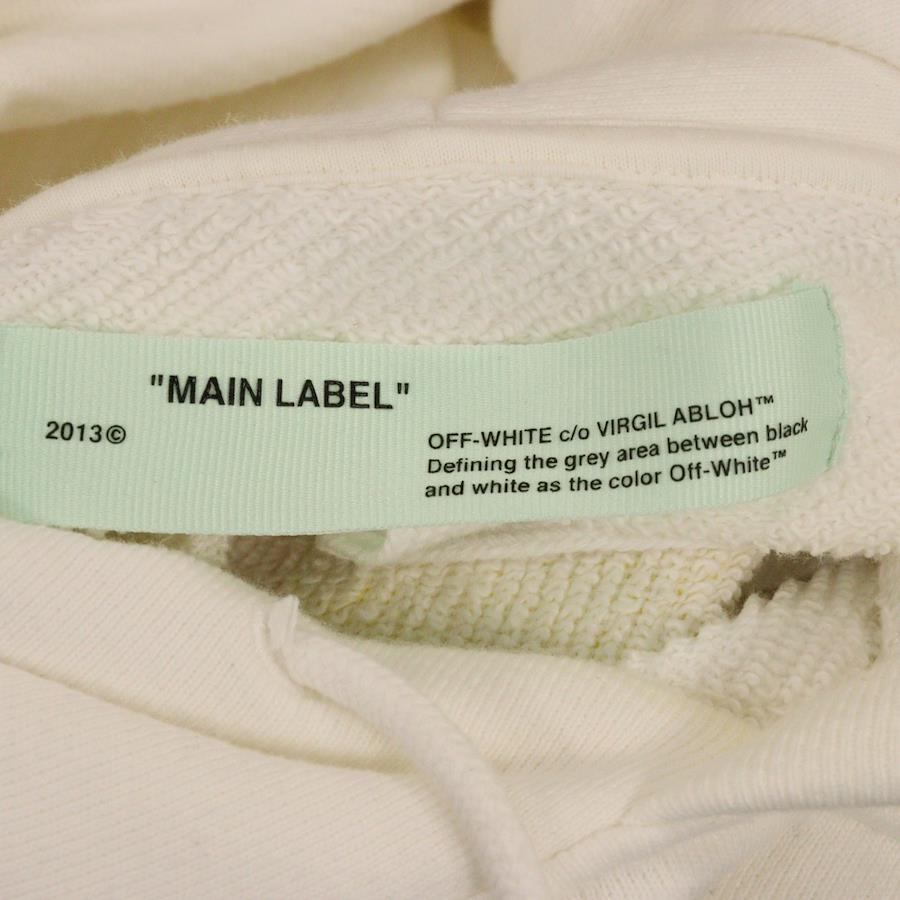 "MAIN LABEL"
2013©
OFF-WHITE c/o VIRGIL ABLOH™
Defining the grey area between black
and white as the color Off-White™